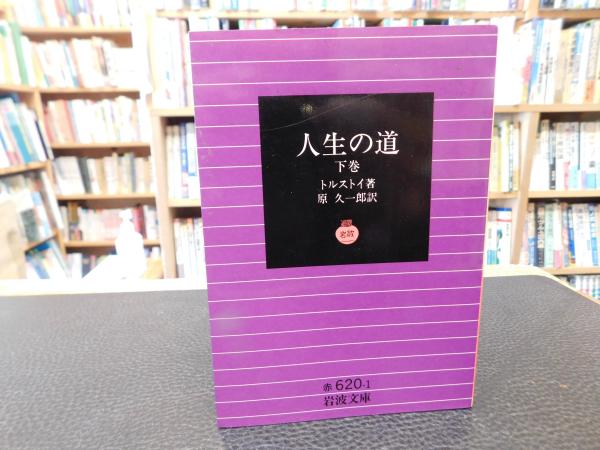 人生の道
下巻
トルストイ著
原 久一郎訳
岩波
赤 620-1
岩波文庫